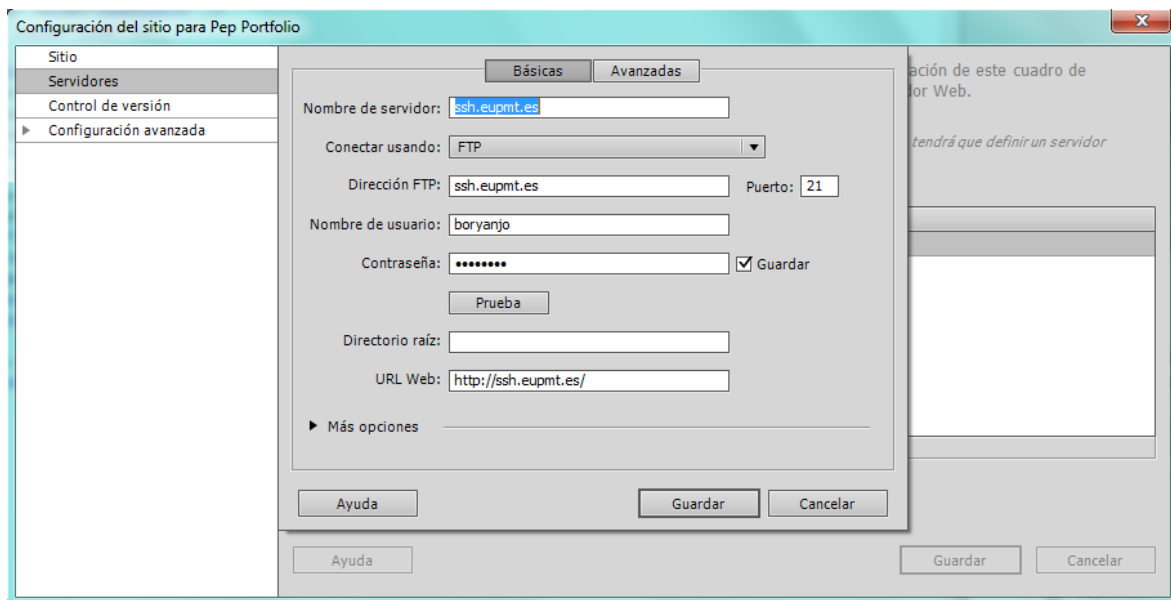 Configuración del sitio para Pep Portfolio
Sitio
Servidores
Control de versión
Configuración avanzada
Básicas Avanzadas
Nombre de servidor: ssh.eupmt.es
Conectar usando: FTP
Dirección FTP: ssh.eupmt.es Puerto: 21
Nombre de usuario: boryanjo
Contraseña: •••••••• Guardar
Prueba
Directorio raíz:
URL Web: http://ssh.eupmt.es/
Más opciones
Ayuda Guardar Cancelar
ación de este cuadro de
dor Web.
tendrá que definir un servidor
Ayuda Guardar Cancelar